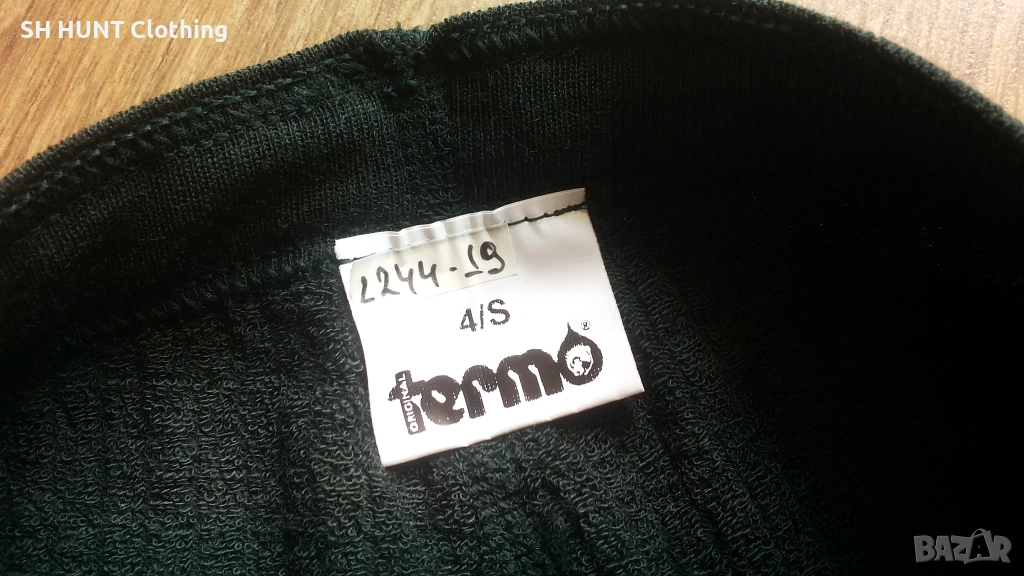 SH HUNT Clothing
2244-19
4/S
ORIGINAL termo ®
BAZAR